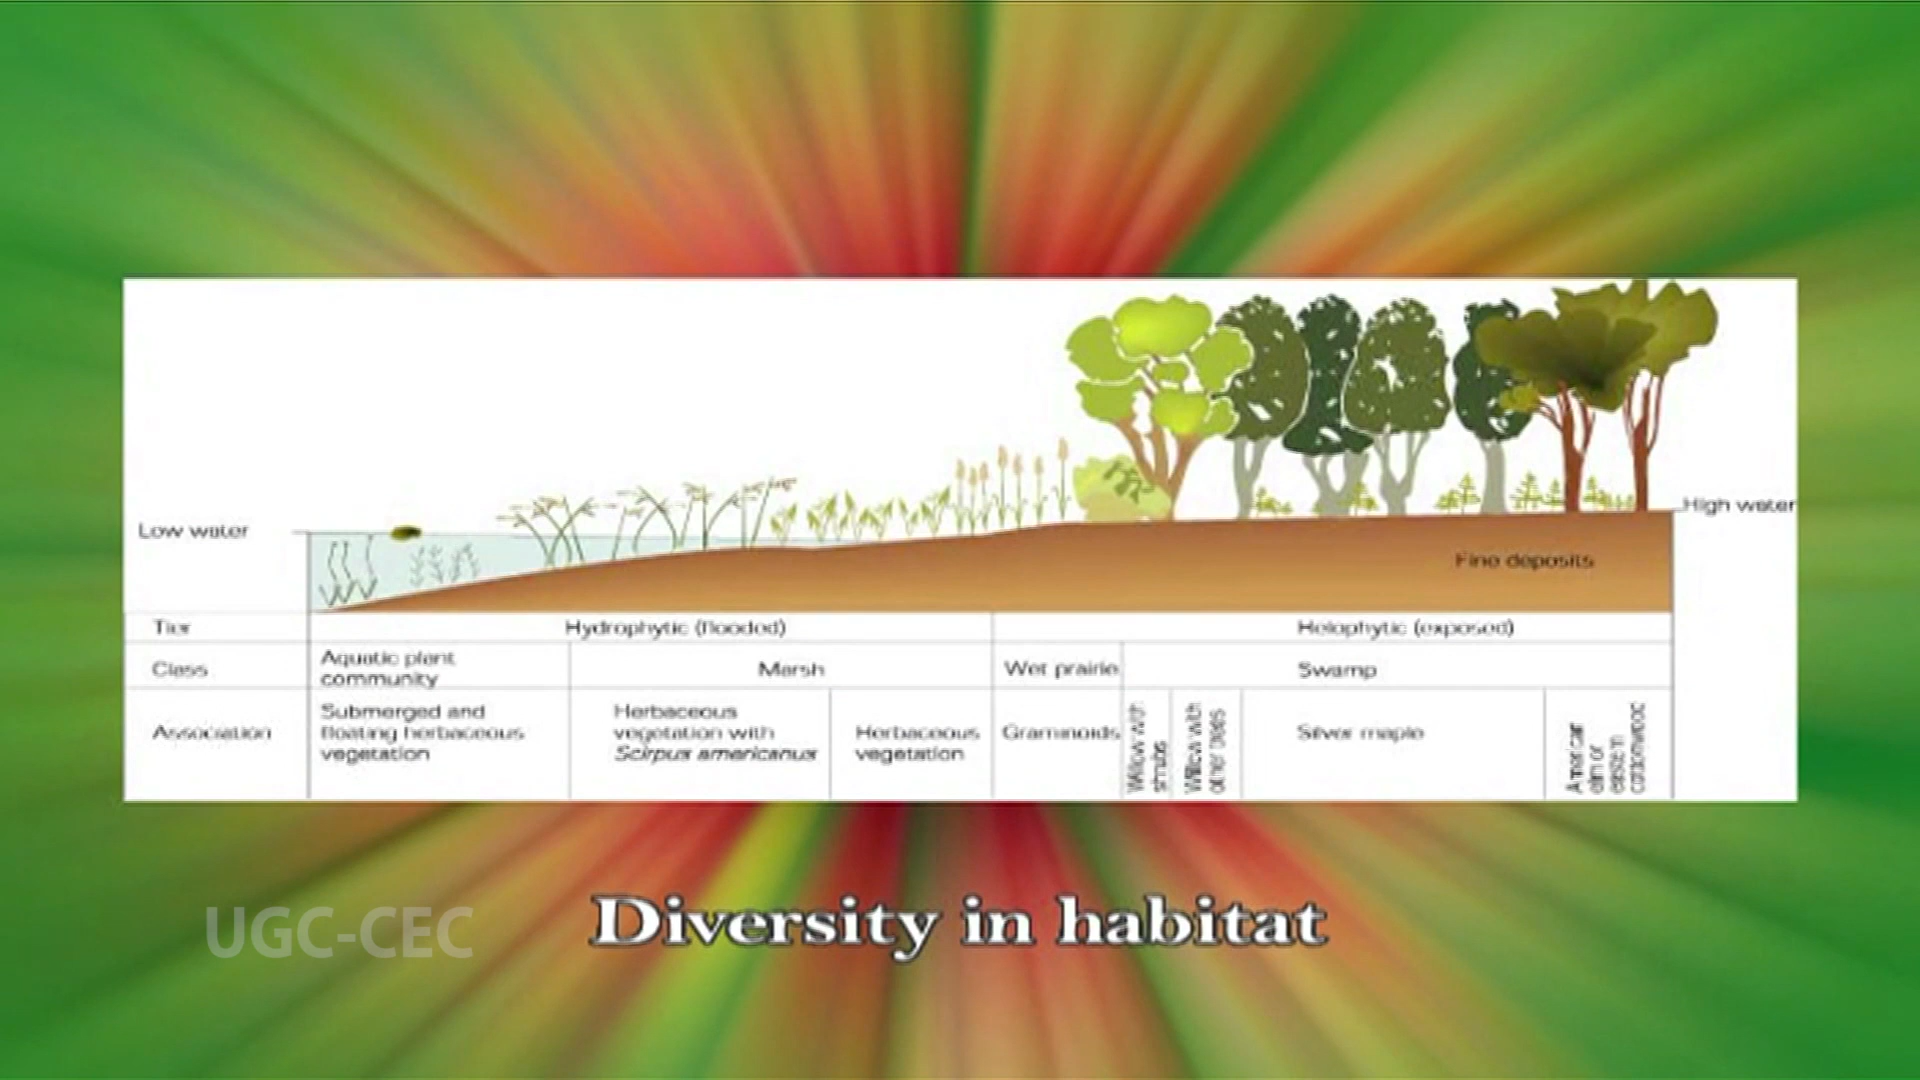 Low water
High water
Fine deposits
Tier
Hydrophytic (flooded)
Helophytic (exposed)
Class
Aquatic plant
community
Marsh
Wet prairie
Swamp
Association
Submerged and
floating herbaceous
vegetation
Herbaceous
vegetation with
Scirpus americanus
Herbaceous
vegetation
Graminoids
Willow with
shrubs
Willow with
other trees
Silver maple
American
elm or
eastern
cottonwood
UGC-CEC
Diversity in habitat